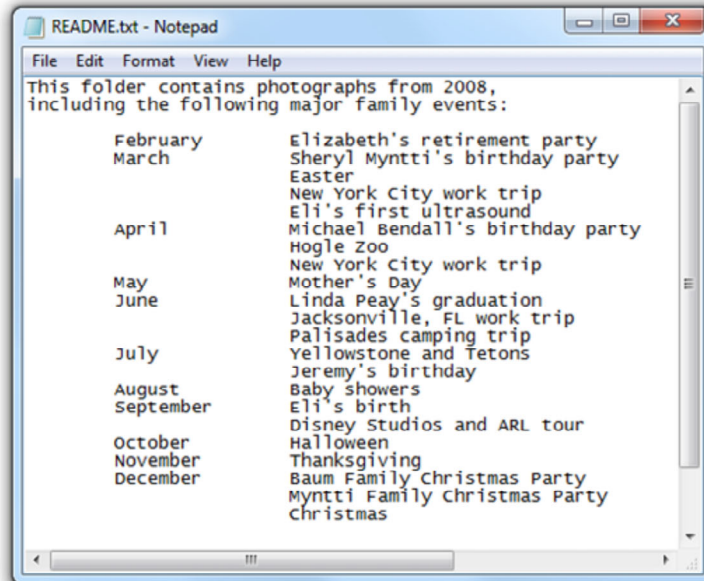 README.txt - Notepad
File Edit Format View Help
This folder contains photographs from 2008,
including the following major family events:
February Elizabeth's retirement party
March Sheryl Myntti's birthday party
Easter
New York City work trip
Eli's first ultrasound
April Michael Bendall's birthday party
Hogle Zoo
New York City work trip
May Mother's Day
June Linda Peay's graduation
Jacksonville, FL work trip
Palisades camping trip
July Yellowstone and Tetons
Jeremy's birthday
August Baby showers
September Eli's birth
Disney Studios and ARL tour
October Halloween
November Thanksgiving
December Baum Family Christmas Party
Myntti Family Christmas Party
Christmas